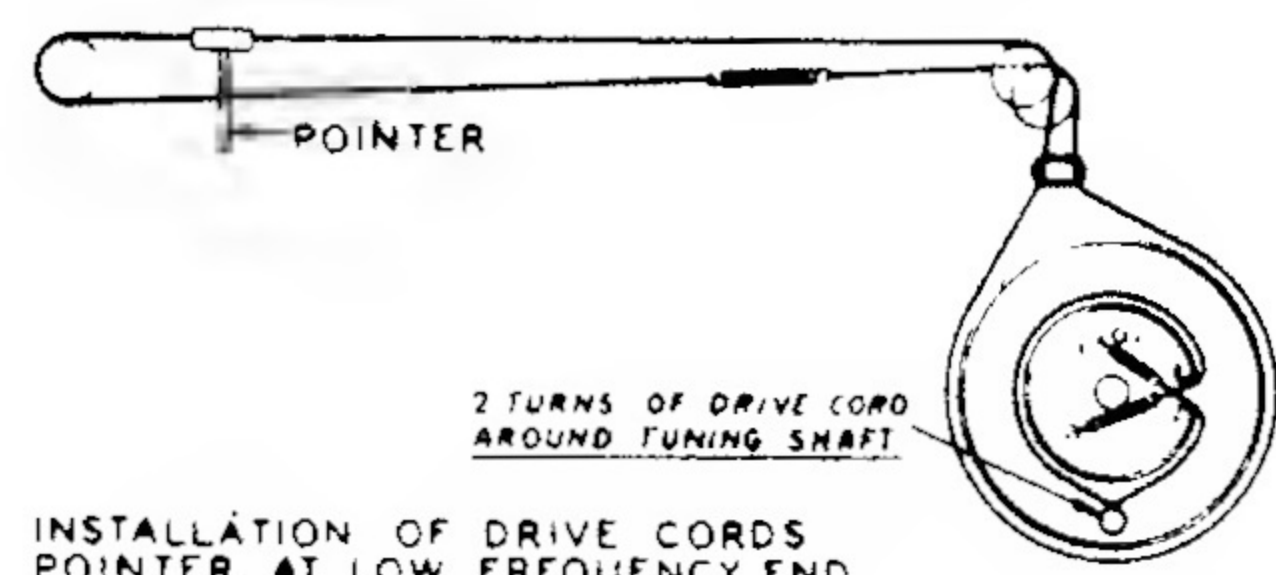 POINTER
2 TURNS OF DRIVE CORD
AROUND TUNING SHAFT
INSTALLATION OF DRIVE CORDS
POINTER AT LOW FREQUENCY END